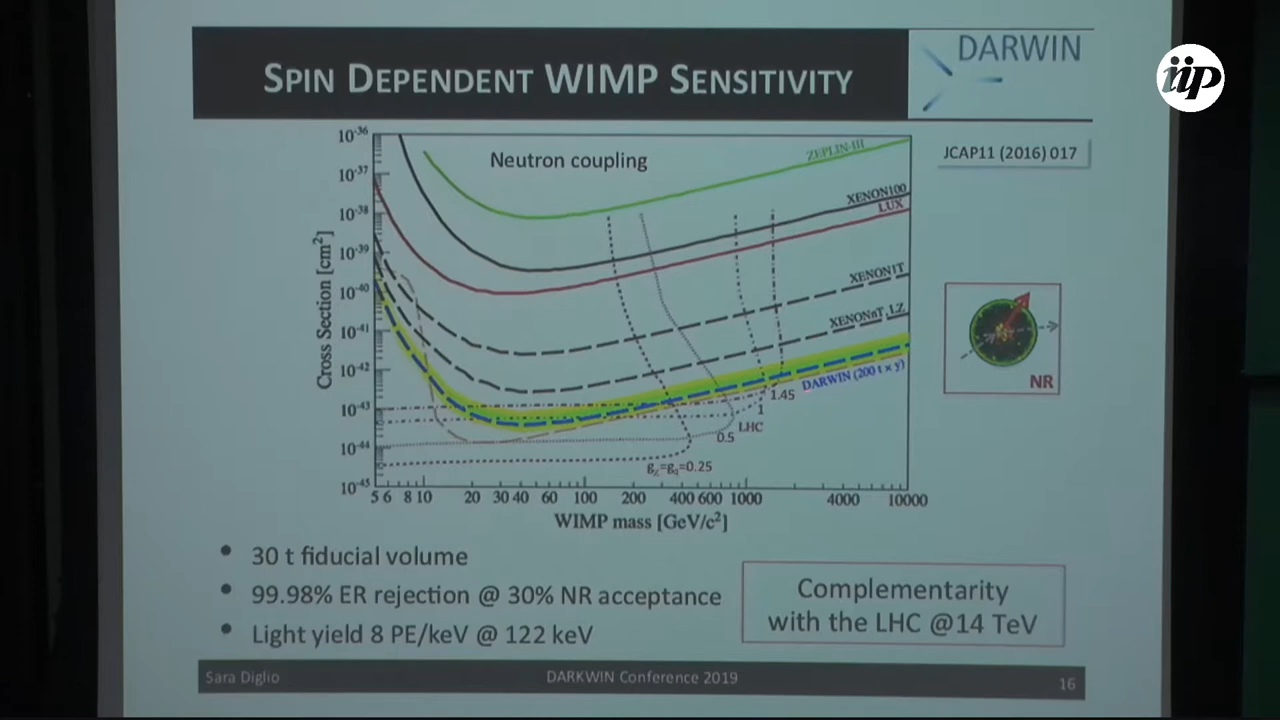 SPIN DEPENDENT WIMP SENSITIVITY
DARWIN
iip
JCAP11 (2016) 017
Neutron coupling
ZEPLIN-III
XENON100
LUX
XENON1T
XENONnT, LZ
DARWIN (200 t x y)
1.45
1
LHC
0.5
gχ=gq=0.25
Cross Section [cm²]
10⁻³⁶
10⁻³⁷
10⁻³⁸
10⁻³⁹
10⁻⁴⁰
10⁻⁴¹
10⁻⁴²
10⁻⁴³
10⁻⁴⁴
10⁻⁴⁵
5 6 8 10 20 30 40 60 100 200 400 600 1000 4000 10000
WIMP mass [GeV/c²]
NR
• 30 t fiducial volume
• 99.98% ER rejection @ 30% NR acceptance
• Light yield 8 PE/keV @ 122 keV
Complementarity
with the LHC @14 TeV
Sara Diglio
DARKWIN Conference 2019
16